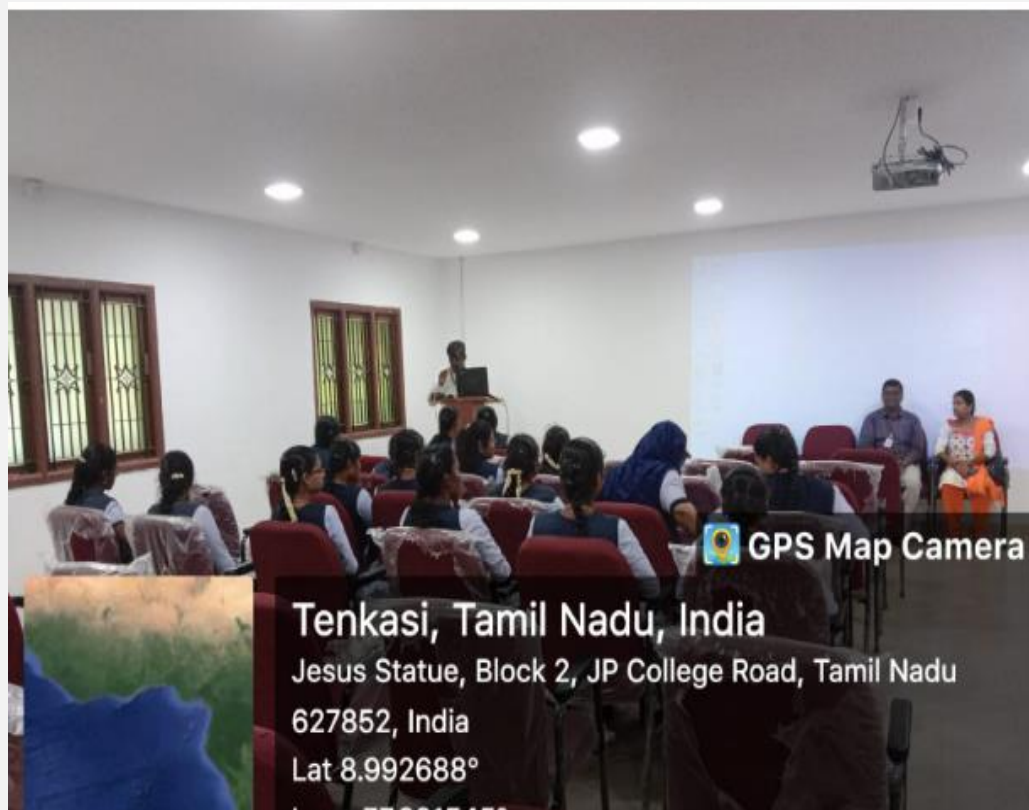 GPS Map Camera
Tenkasi, Tamil Nadu, India
Jesus Statue, Block 2, JP College Road, Tamil Nadu
627852, India
Lat 8.992688°